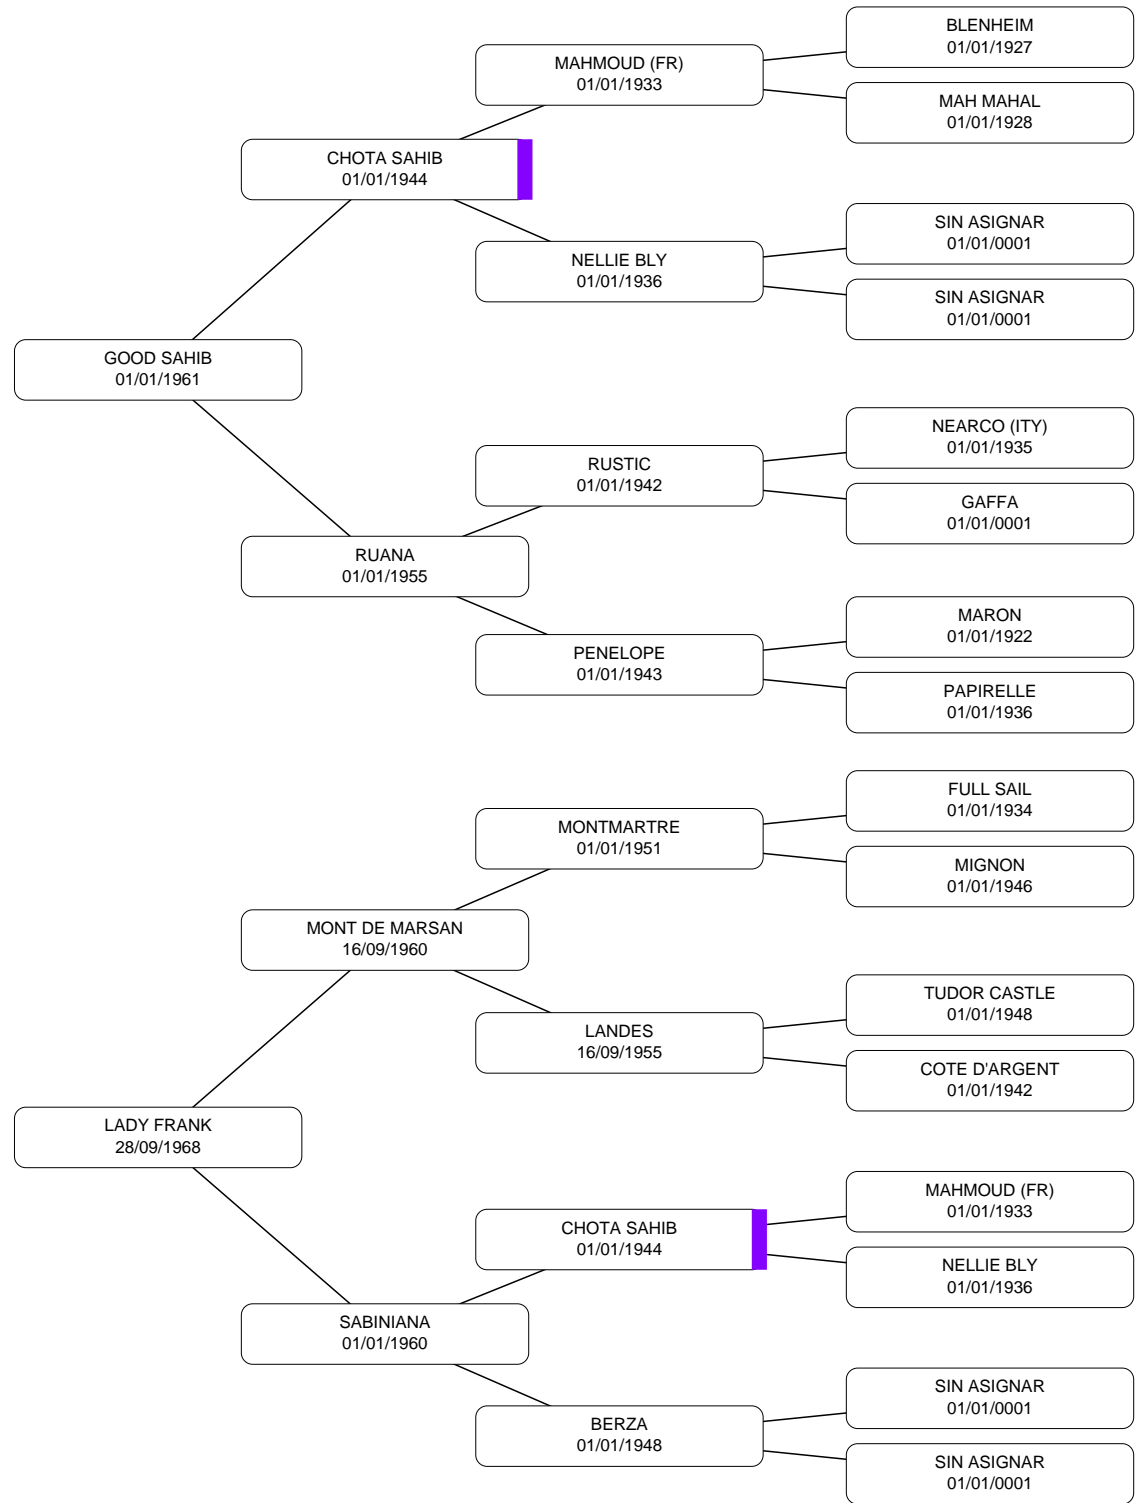 BLENHEIM
01/01/1927
MAHMOUD (FR)
01/01/1933
MAH MAHAL
01/01/1928
CHOTA SAHIB
01/01/1944
SIN ASIGNAR
01/01/0001
NELLIE BLY
01/01/1936
SIN ASIGNAR
01/01/0001
GOOD SAHIB
01/01/1961
NEARCO (ITY)
01/01/1935
RUSTIC
01/01/1942
GAFFA
01/01/0001
RUANA
01/01/1955
MARON
01/01/1922
PENELOPE
01/01/1943
PAPIRELLE
01/01/1936
FULL SAIL
01/01/1934
MONTMARTRE
01/01/1951
MIGNON
01/01/1946
MONT DE MARSAN
16/09/1960
TUDOR CASTLE
01/01/1948
LANDES
16/09/1955
COTE D'ARGENT
01/01/1942
LADY FRANK
28/09/1968
MAHMOUD (FR)
01/01/1933
CHOTA SAHIB
01/01/1944
NELLIE BLY
01/01/1936
SABINIANA
01/01/1960
SIN ASIGNAR
01/01/0001
BERZA
01/01/1948
SIN ASIGNAR
01/01/0001